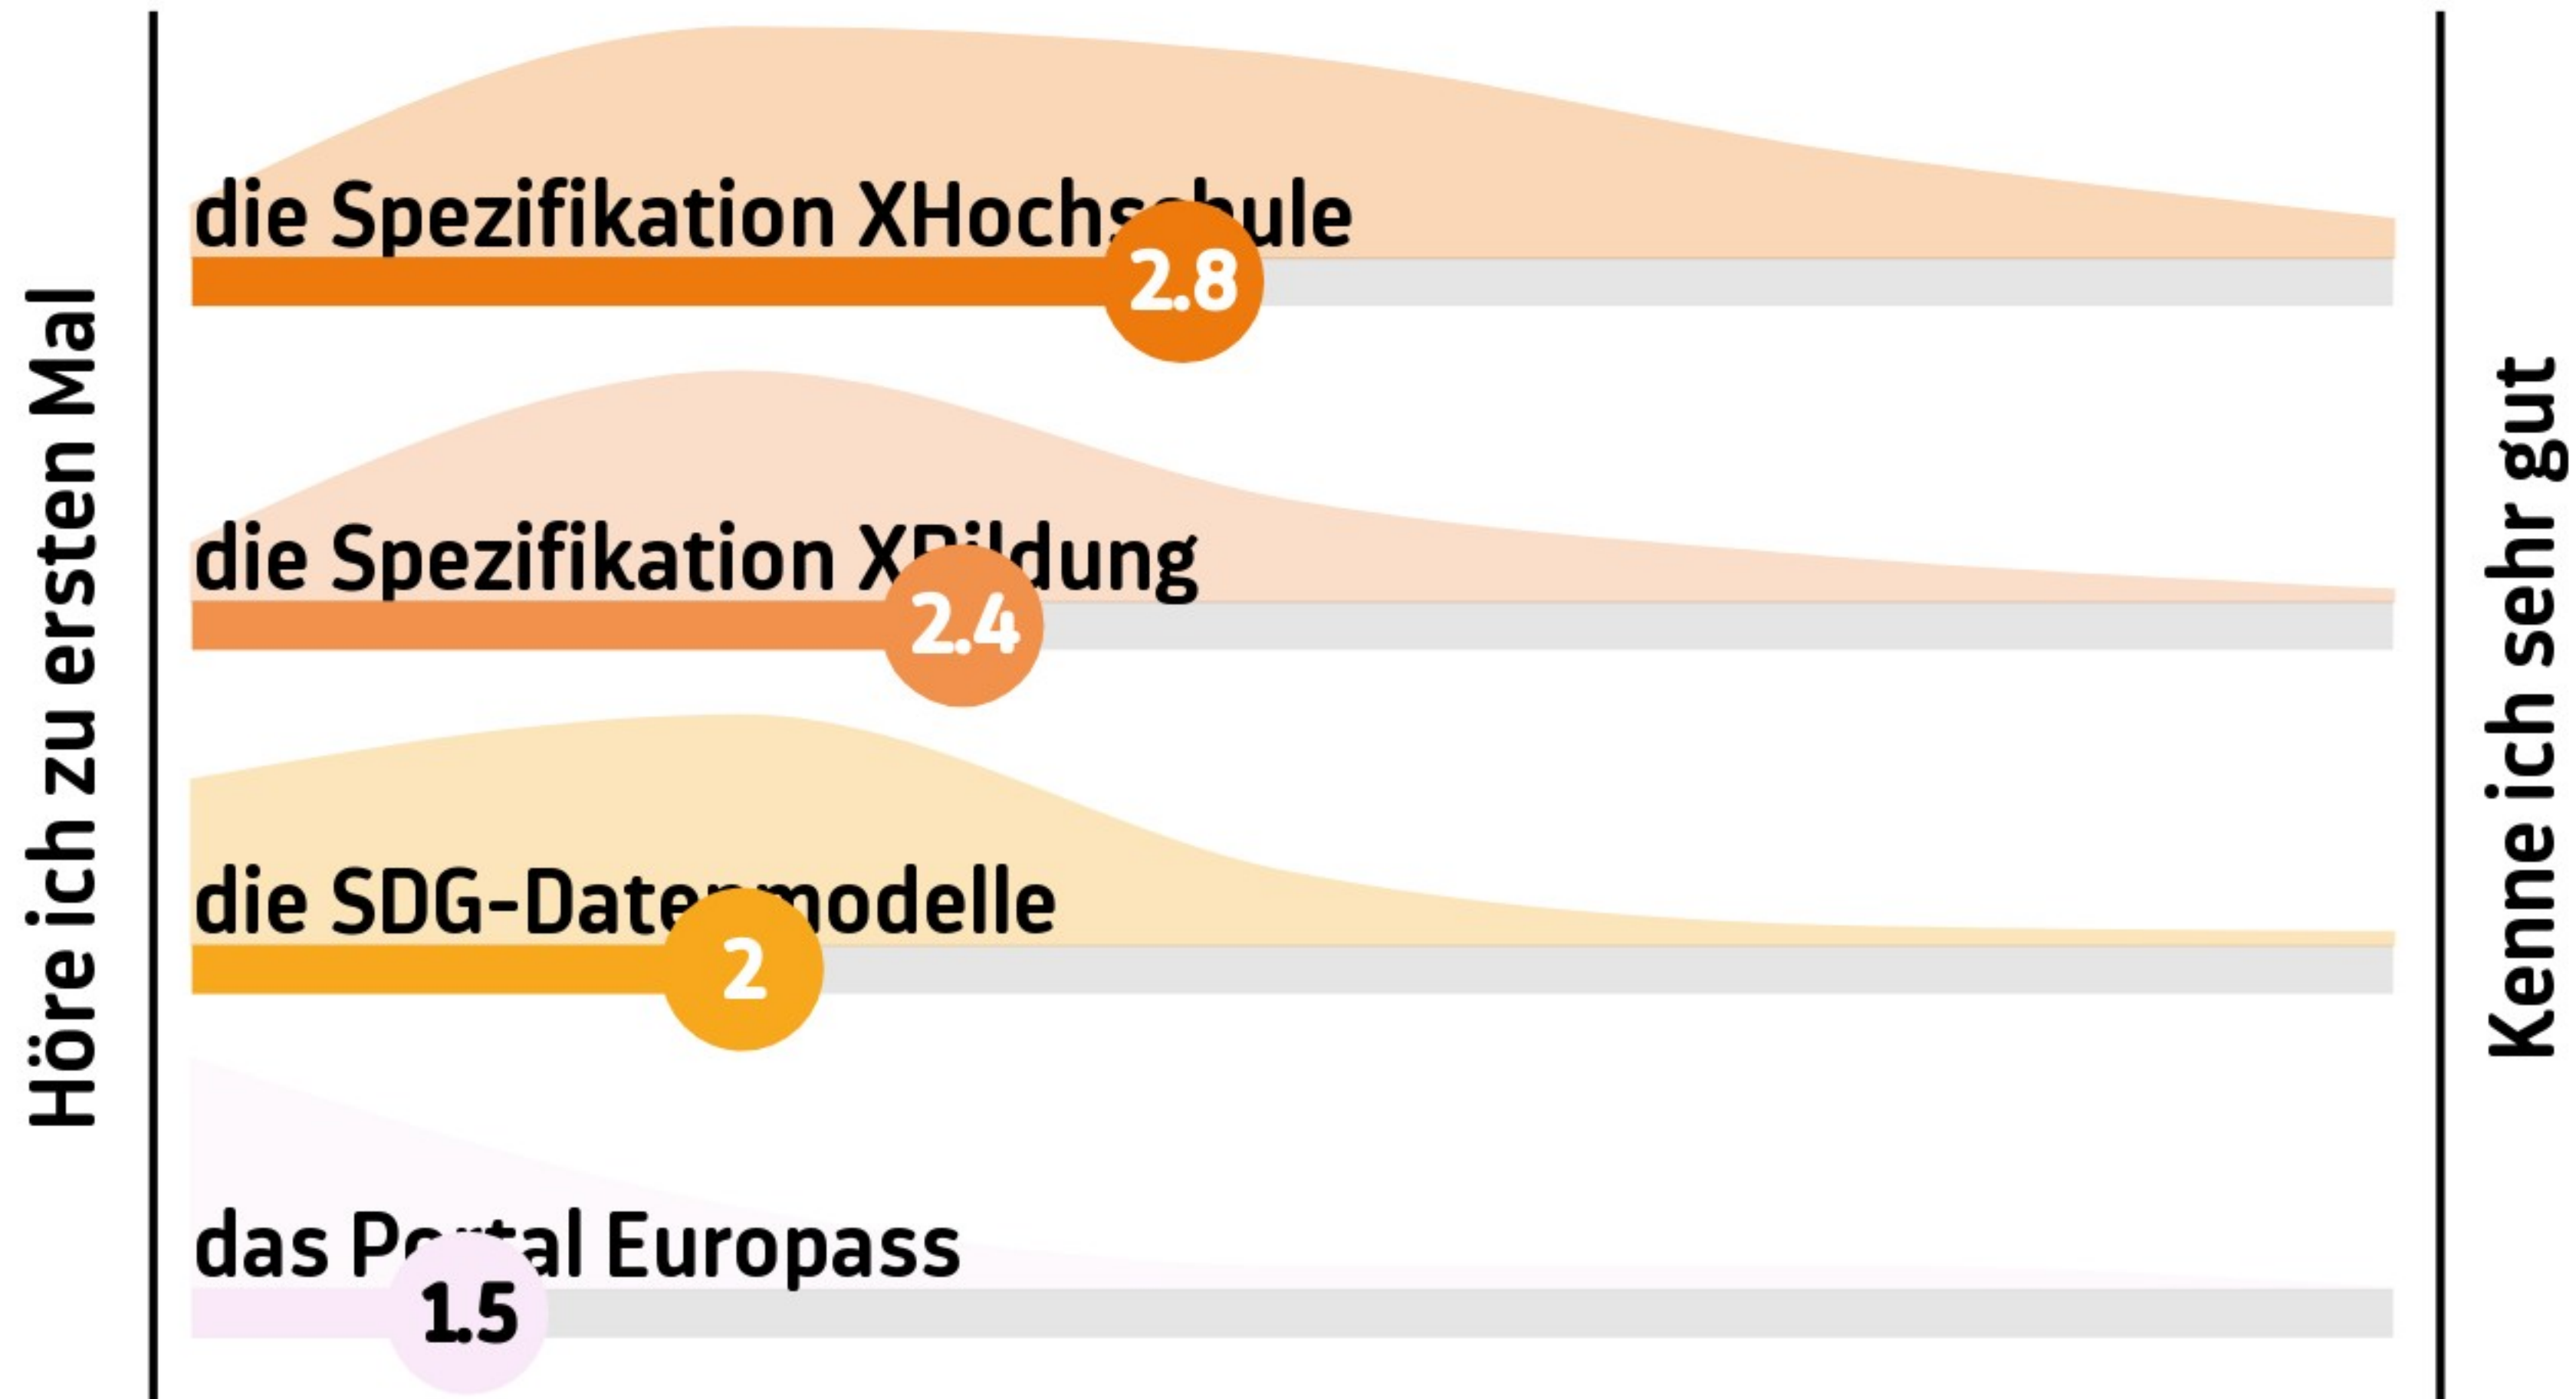 Höre ich zu ersten Mal
die Spezifikation XHochschule
2.8
die Spezifikation XBildung
2.4
die SDG-Datenmodelle
2
das Portal Europass
1.5
Kenne ich sehr gut